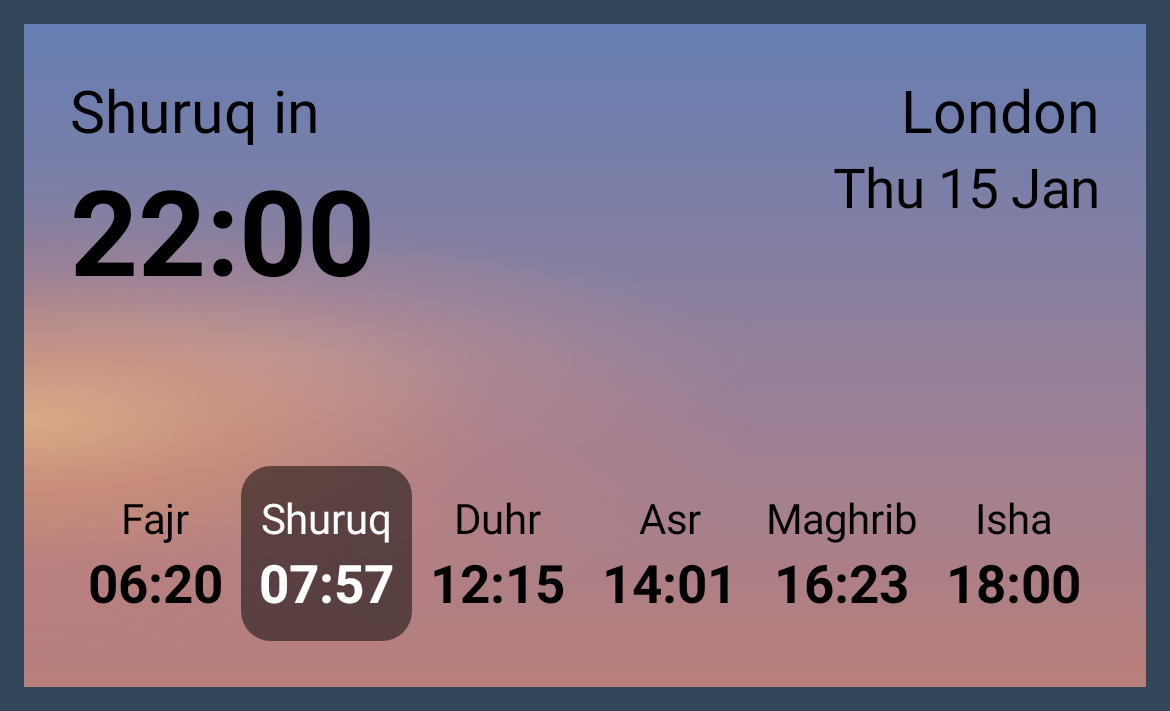 Shuruq in
22:00
London
Thu 15 Jan
Fajr
06:20
Shuruq
07:57
Duhr
12:15
Asr
14:01
Maghrib
16:23
Isha
18:00